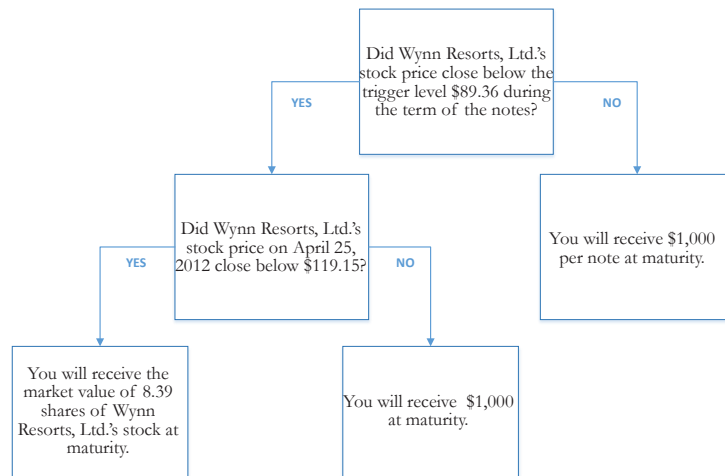 Did Wynn Resorts, Ltd.'s
stock price close below the
trigger level $89.36 during
the term of the notes?
YES
NO
Did Wynn Resorts, Ltd.'s
stock price on April 25,
2012 close below $119.15?
You will receive $1,000
per note at maturity.
YES
NO
You will receive the
market value of 8.39
shares of Wynn
Resorts, Ltd.'s stock at
maturity.
You will receive $1,000
at maturity.